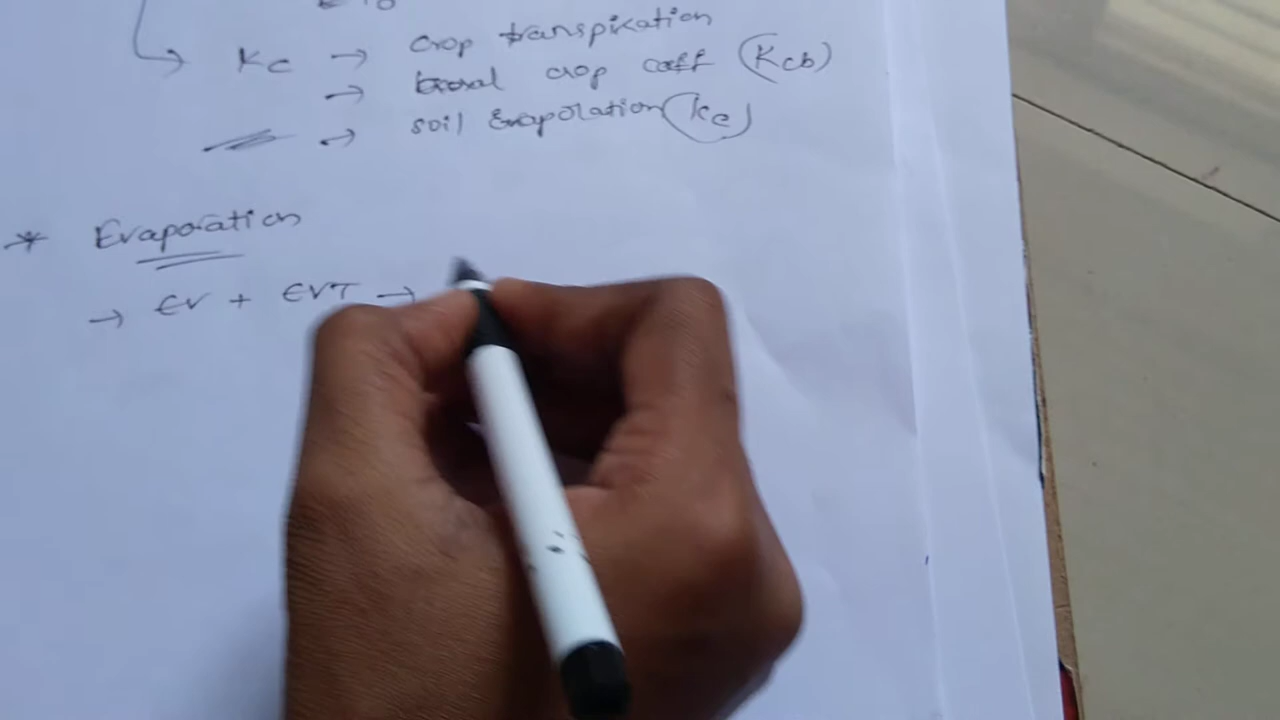 Kc → crop transpiration
→ basal crop coeff (Kcb)
→ soil Evaporation (Ke)
* Evaporation
→ EV + EVT →